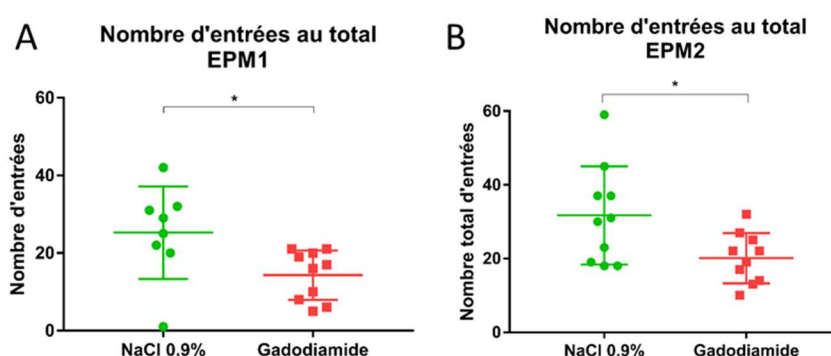 A
Nombre d'entrées au total
EPM1
*
Nombre d'entrées
60
40
20
0
NaCl 0.9%
Gadodiamide
B
Nombre d'entrées au total
EPM2
*
Nombre total d'entrées
60
40
20
0
NaCl 0.9%
Gadodiamide